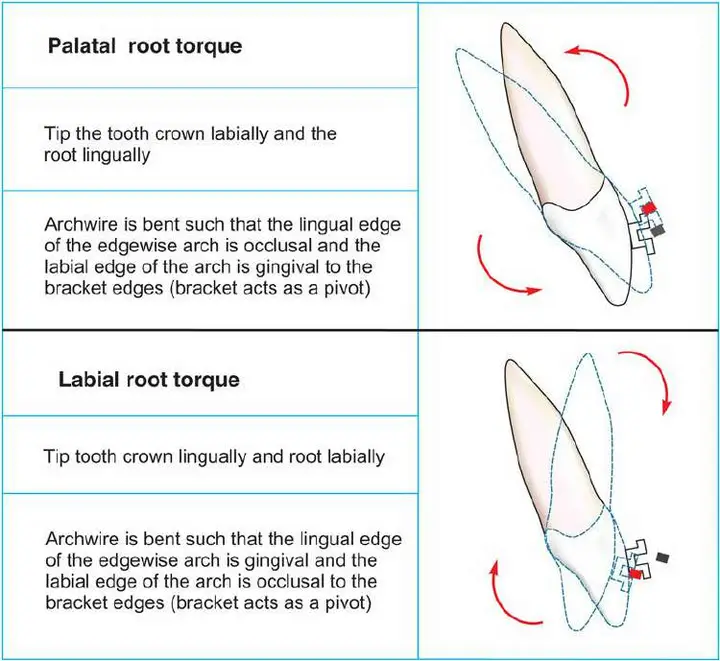 Palatal root torque
Tip the tooth crown labially and the
root lingually
Archwire is bent such that the lingual edge
of the edgewise arch is occlusal and the
labial edge of the arch is gingival to the
bracket edges (bracket acts as a pivot)
Labial root torque
Tip tooth crown lingually and root labially
Archwire is bent such that the lingual edge
of the edgewise arch is gingival and the
labial edge of the arch is occlusal to the
bracket edges (bracket acts as a pivot)